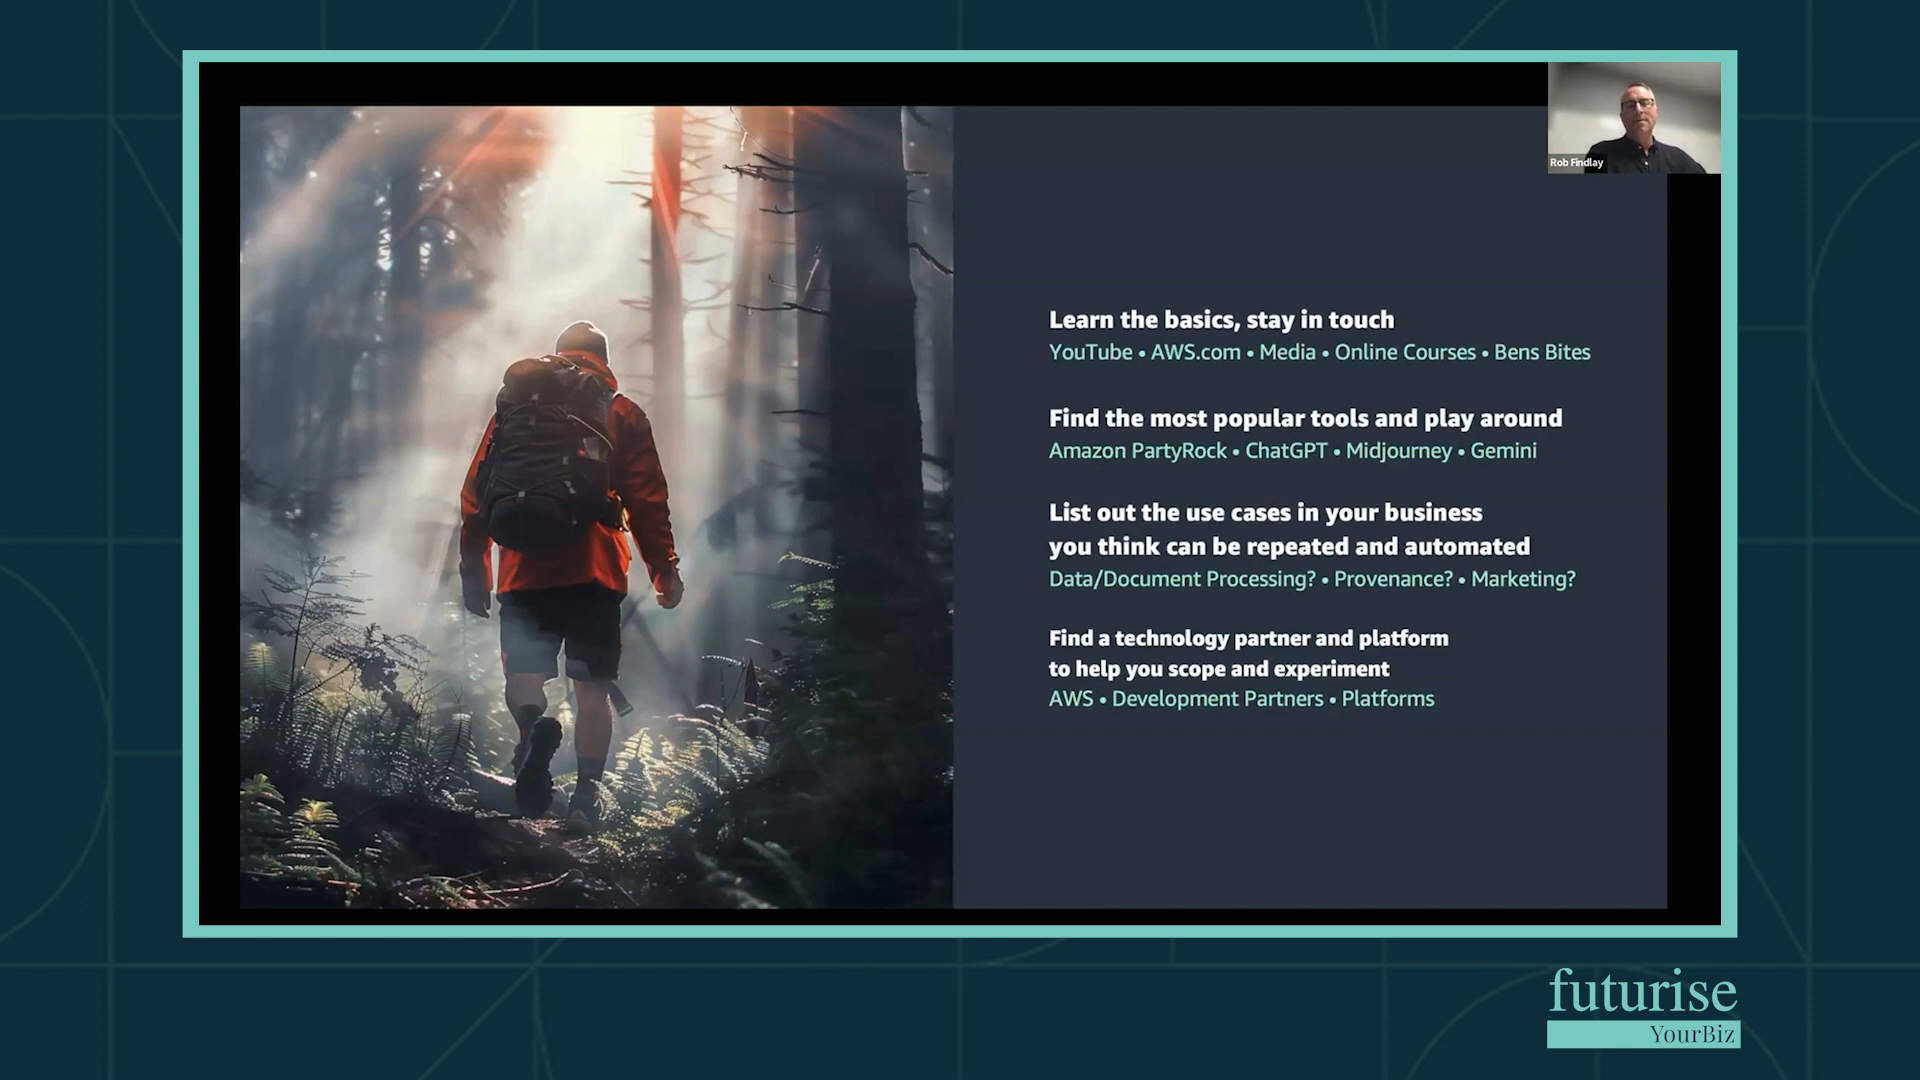 Rob Findlay
Learn the basics, stay in touch
YouTube • AWS.com • Media • Online Courses • Bens Bites
Find the most popular tools and play around
Amazon PartyRock • ChatGPT • Midjourney • Gemini
List out the use cases in your business
you think can be repeated and automated
Data/Document Processing? • Provenance? • Marketing?
Find a technology partner and platform
to help you scope and experiment
AWS • Development Partners • Platforms
futurise
YourBiz